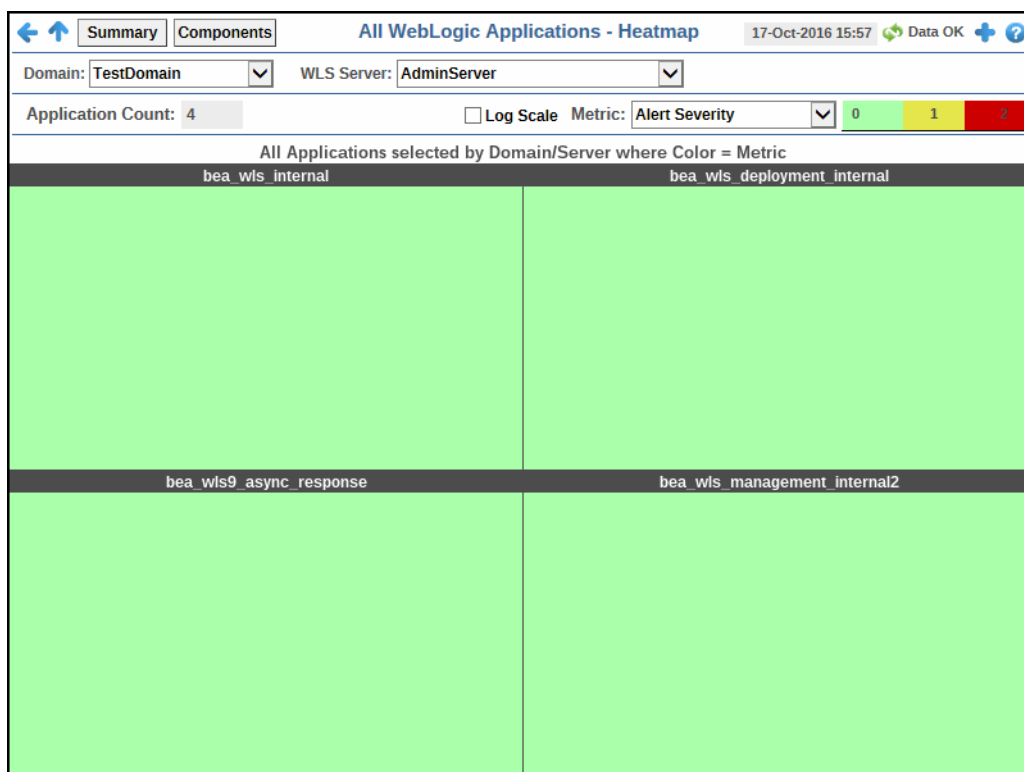 Summary Components All WebLogic Applications - Heatmap 17-Oct-2016 15:57 Data OK
Domain: TestDomain WLS Server: AdminServer
Application Count: 4 Log Scale Metric: Alert Severity 0 1 2
All Applications selected by Domain/Server where Color = Metric
bea_wls_internal bea_wls_deployment_internal
bea_wls9_async_response bea_wls_management_internal2